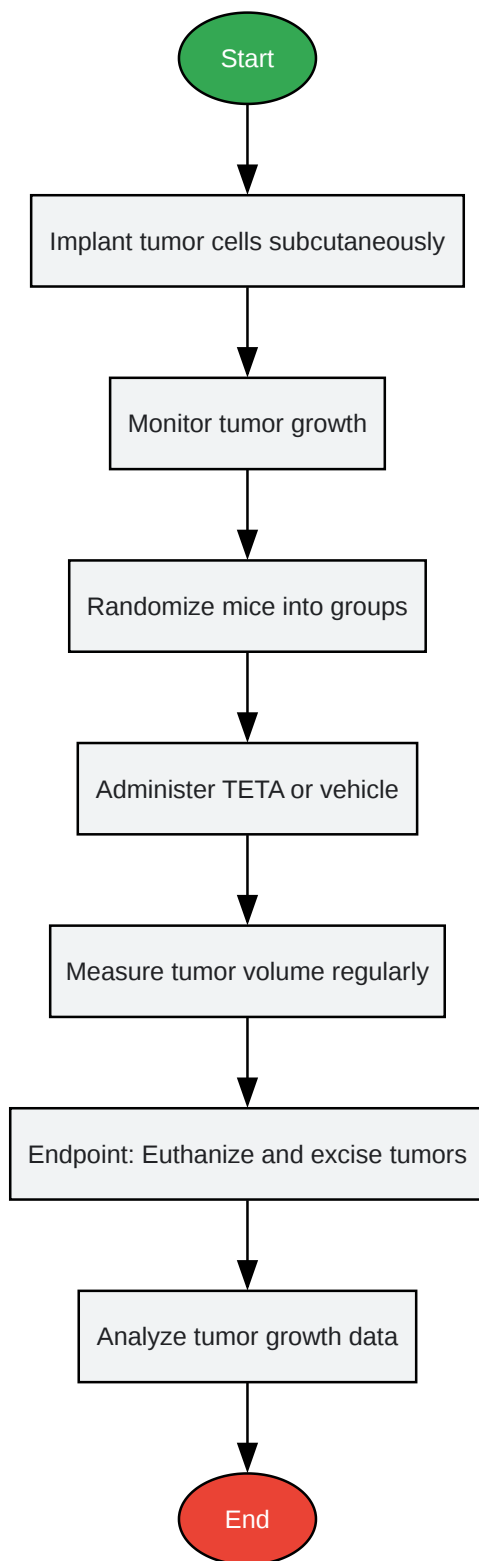 Start
Implant tumor cells subcutaneously
Monitor tumor growth
Randomize mice into groups
Administer TETA or vehicle
Measure tumor volume regularly
Endpoint: Euthanize and excise tumors
Analyze tumor growth data
End